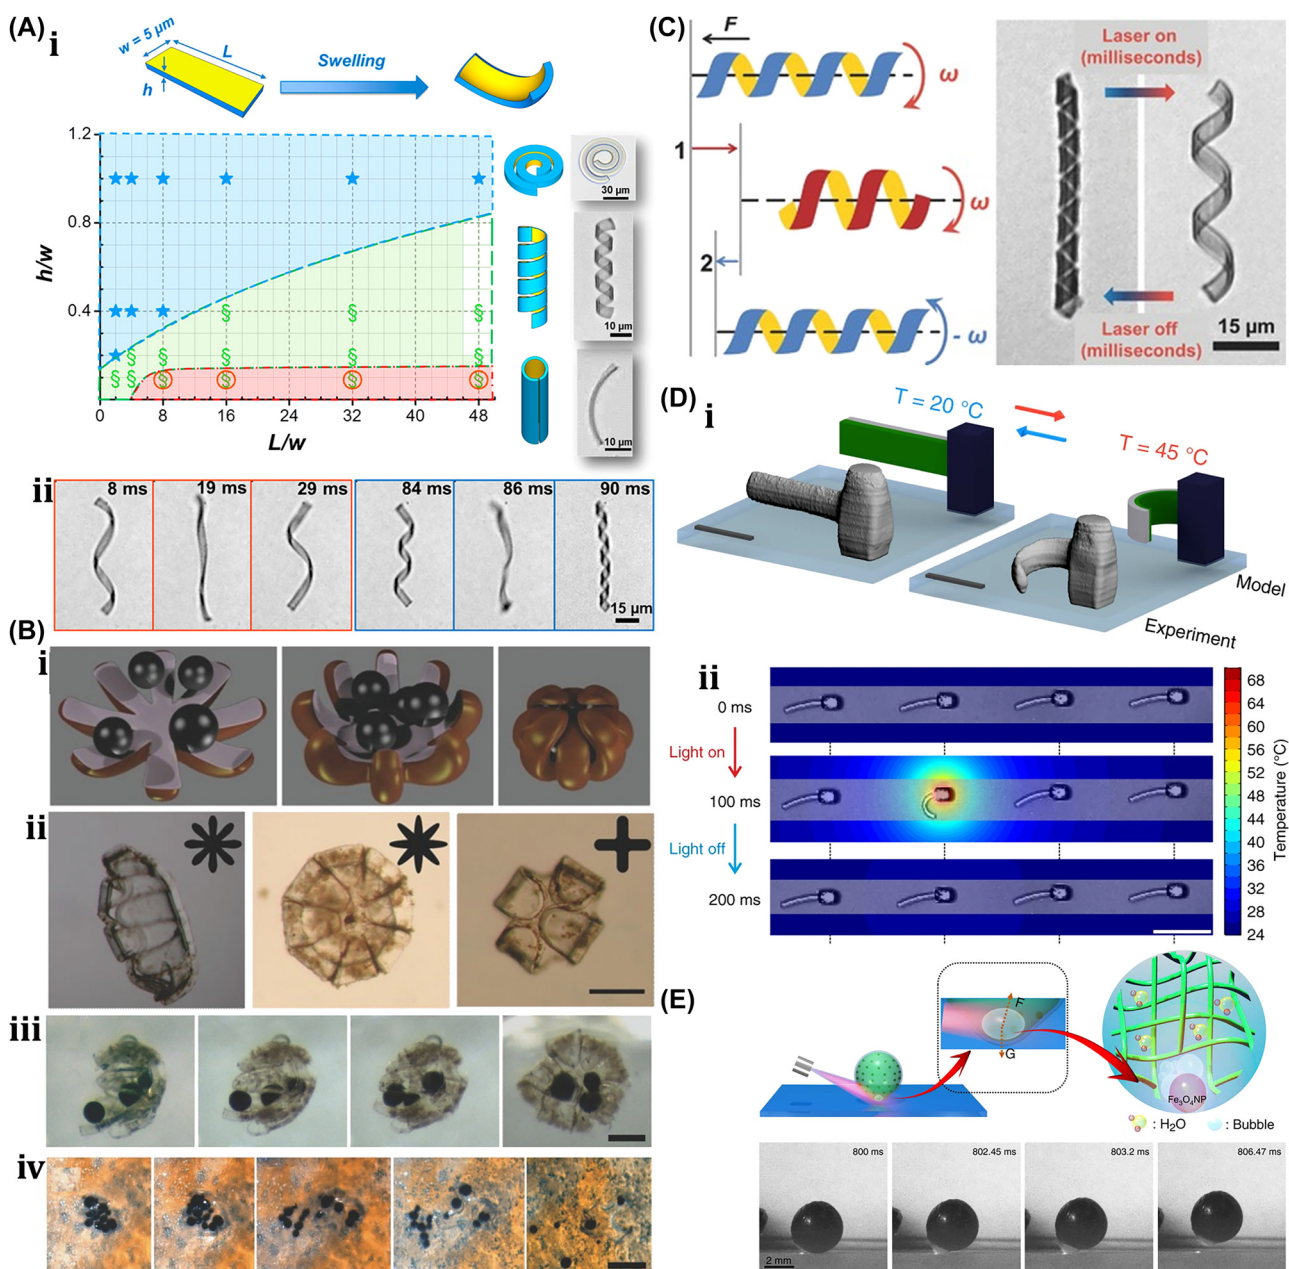 (A) i
w = 5 μm
L
h
Swelling
1.2
0.8
0.4
0
h/w
0 8 16 24 32 40 48
L/w
30 μm
10 μm
10 μm
ii
8 ms 19 ms 29 ms 84 ms 86 ms 90 ms
15 μm
(B)
i
ii
iii
iv
(C)
F
ω
1
ω
2
- ω
Laser on
(milliseconds)
Laser off
(milliseconds)
15 μm
(D) i
T = 20 °C
T = 45 °C
Model
Experiment
ii
0 ms
Light on
100 ms
Light off
200 ms
68
64
60
56
52
48
44
40
36
32
28
24
Temperature (°C)
(E)
F
G
Fe3O4NP
: H2O : Bubble
800 ms 802.45 ms 803.2 ms 806.47 ms
2 mm